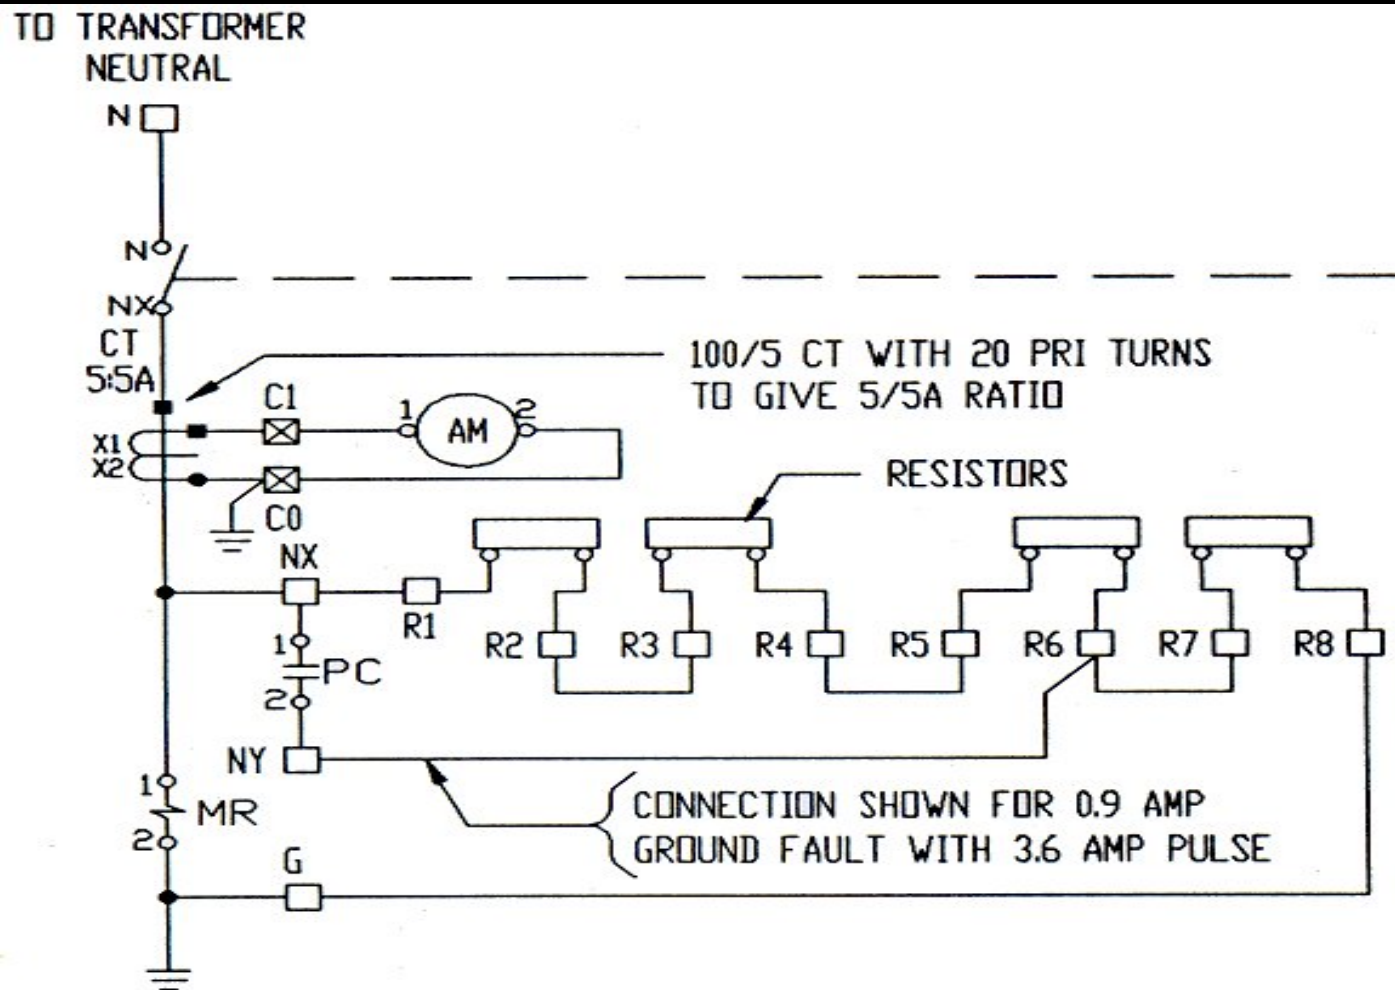 TO TRANSFORMER
NEUTRAL
N
N
NX
CT
5:5A
100/5 CT WITH 20 PRI TURNS
TO GIVE 5/5A RATIO
C1
1
AM
2
X1
X2
C0
RESISTORS
NX
R1
R2
R3
R4
R5
R6
R7
R8
1
PC
2
NY
1
MR
2
CONNECTION SHOWN FOR 0.9 AMP
GROUND FAULT WITH 3.6 AMP PULSE
G